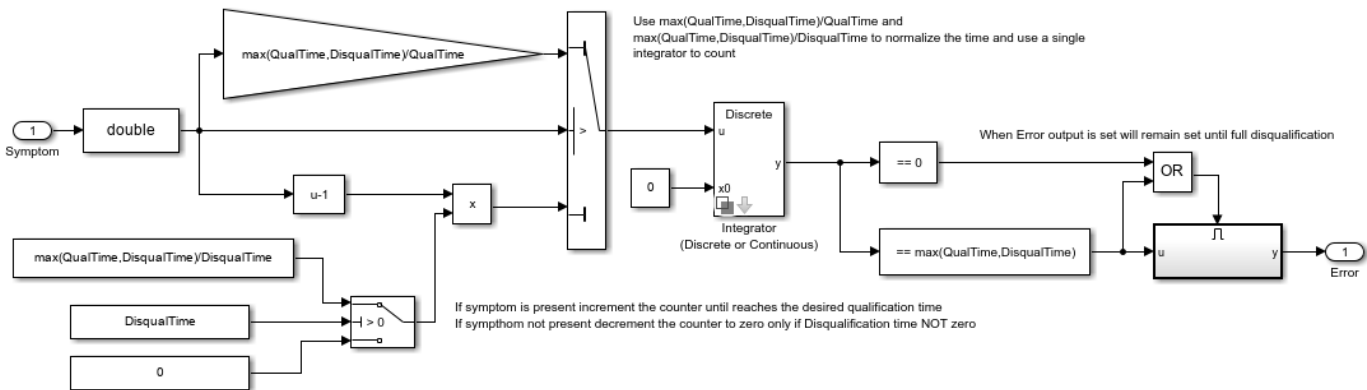 Use max(QualTime,DisqualTime)/QualTime and
max(QualTime,DisqualTime)/DisqualTime to normalize the time and use a single
integrator to count
max(QualTime,DisqualTime)/QualTime
1
Symptom
double
>
Discrete
u
y
x0
0
Integrator
(Discrete or Continuous)
When Error output is set will remain set until full disqualification
== 0
OR
u-1
x
== max(QualTime,DisqualTime)
u
y
1
Error
max(QualTime,DisqualTime)/DisqualTime
DisqualTime
> 0
0
If symptom is present increment the counter until reaches the desired qualification time
If sympthom not present decrement the counter to zero only if Disqualification time NOT zero